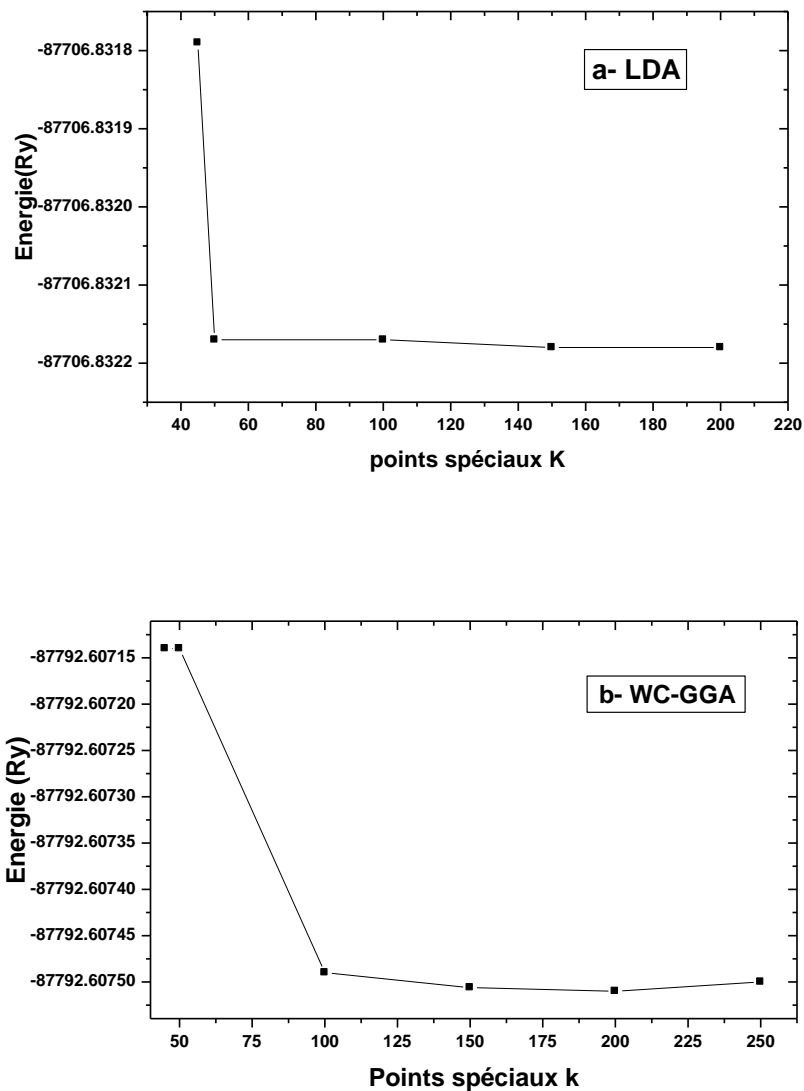 -87706.8318
-87706.8319
-87706.8320
-87706.8321
-87706.8322
Energie(Ry)
a- LDA
40 60 80 100 120 140 160 180 200 220
points spéciaux K
-87792.60715
-87792.60720
-87792.60725
-87792.60730
-87792.60735
-87792.60740
-87792.60745
-87792.60750
Energie (Ry)
b- WC-GGA
50 75 100 125 150 175 200 225 250
Points spéciaux k